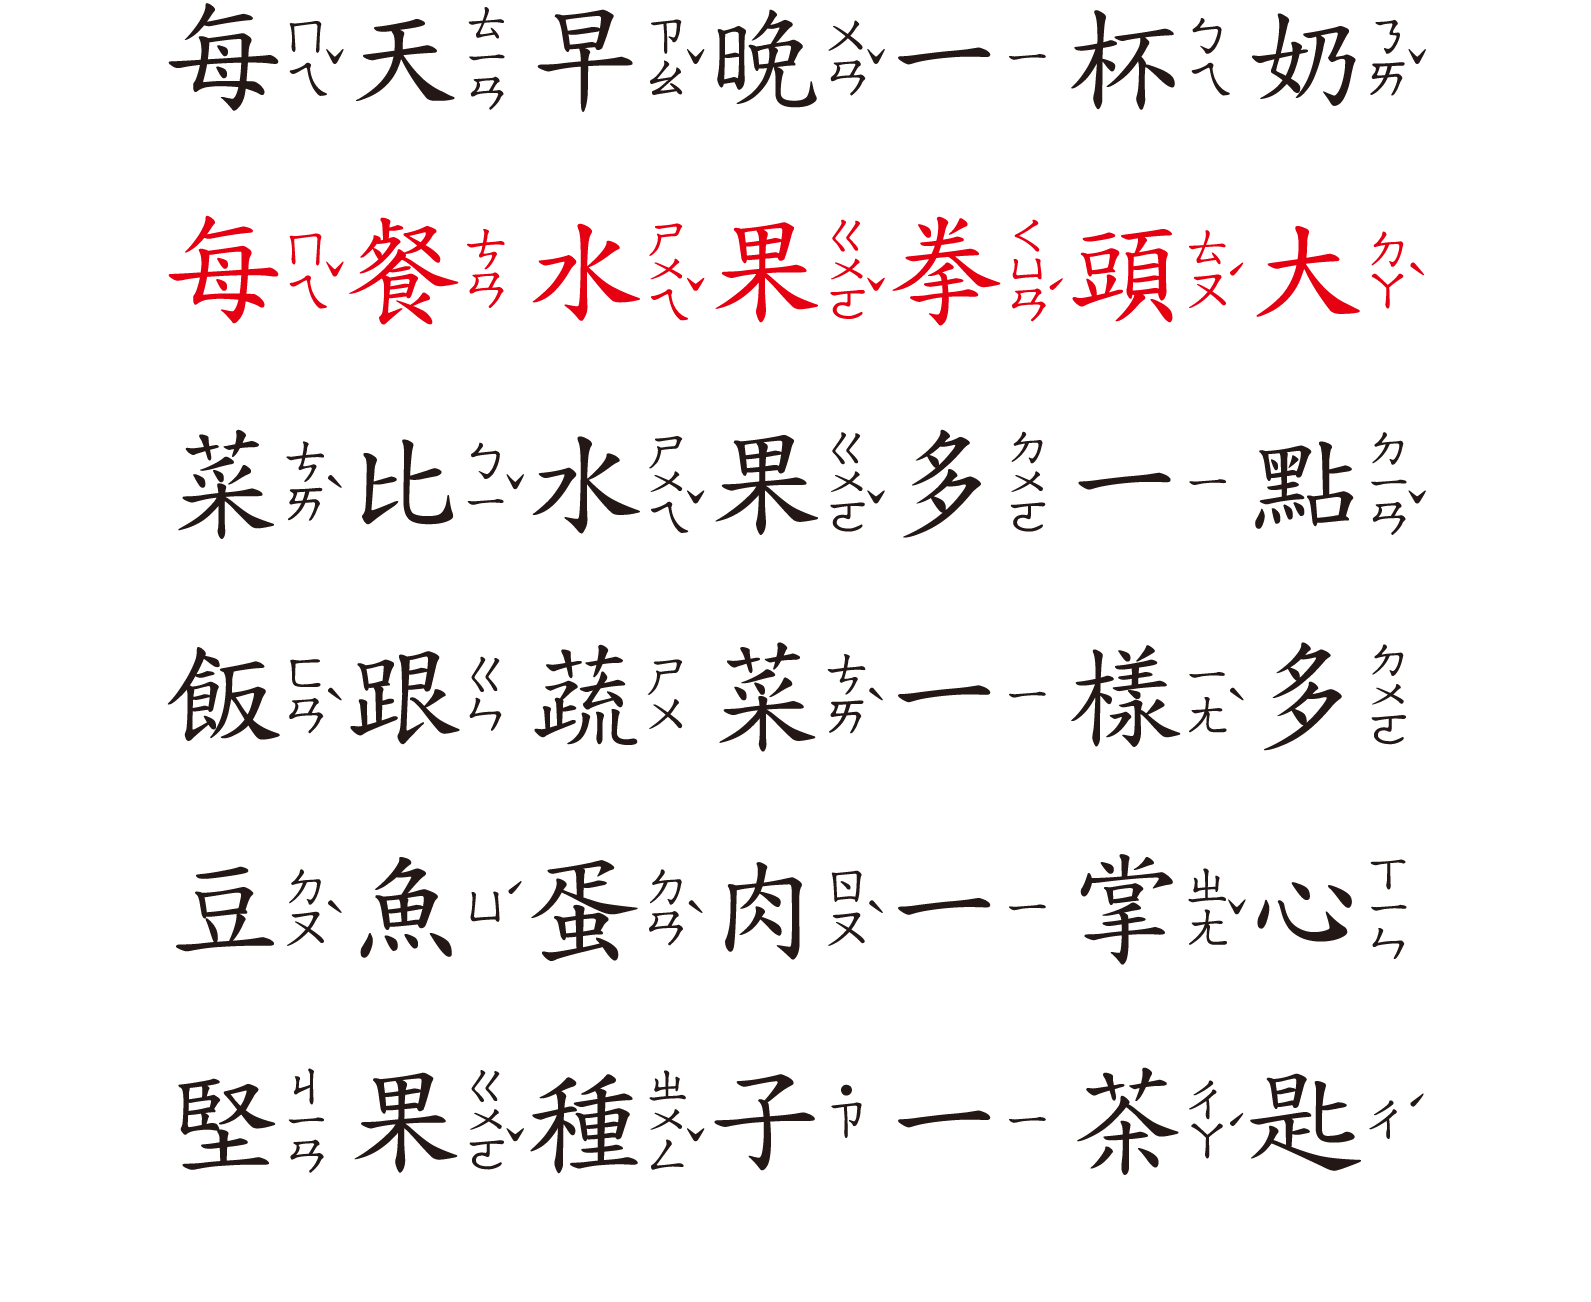 每ㄇㄟˇ天ㄊㄧㄢ早ㄗㄠˇ晚ㄨㄢˇ一ㄧ杯ㄅㄟ奶ㄋㄞˇ
每ㄇㄟˇ餐ㄘㄢ水ㄕㄨㄟˇ果ㄍㄨㄛˇ拳ㄑㄩㄢˊ頭ㄊㄡˊ大ㄉㄚˋ
菜ㄘㄞˋ比ㄅㄧˇ水ㄕㄨㄟˇ果ㄍㄨㄛˇ多ㄉㄨㄛ一ㄧ點ㄉㄧㄢˇ
飯ㄈㄢˋ跟ㄍㄣ蔬ㄕㄨ菜ㄘㄞˋ一ㄧ樣ㄧㄤˋ多ㄉㄨㄛ
豆ㄉㄡˋ魚ㄩˊ蛋ㄉㄢˋ肉ㄖㄡˋ一ㄧ掌ㄓㄤˇ心ㄒㄧㄣ
堅ㄐㄧㄢ果ㄍㄨㄛˇ種ㄓㄨㄥˇ子˙ㄗ一ㄧ茶ㄔㄚˊ匙ㄔˊ